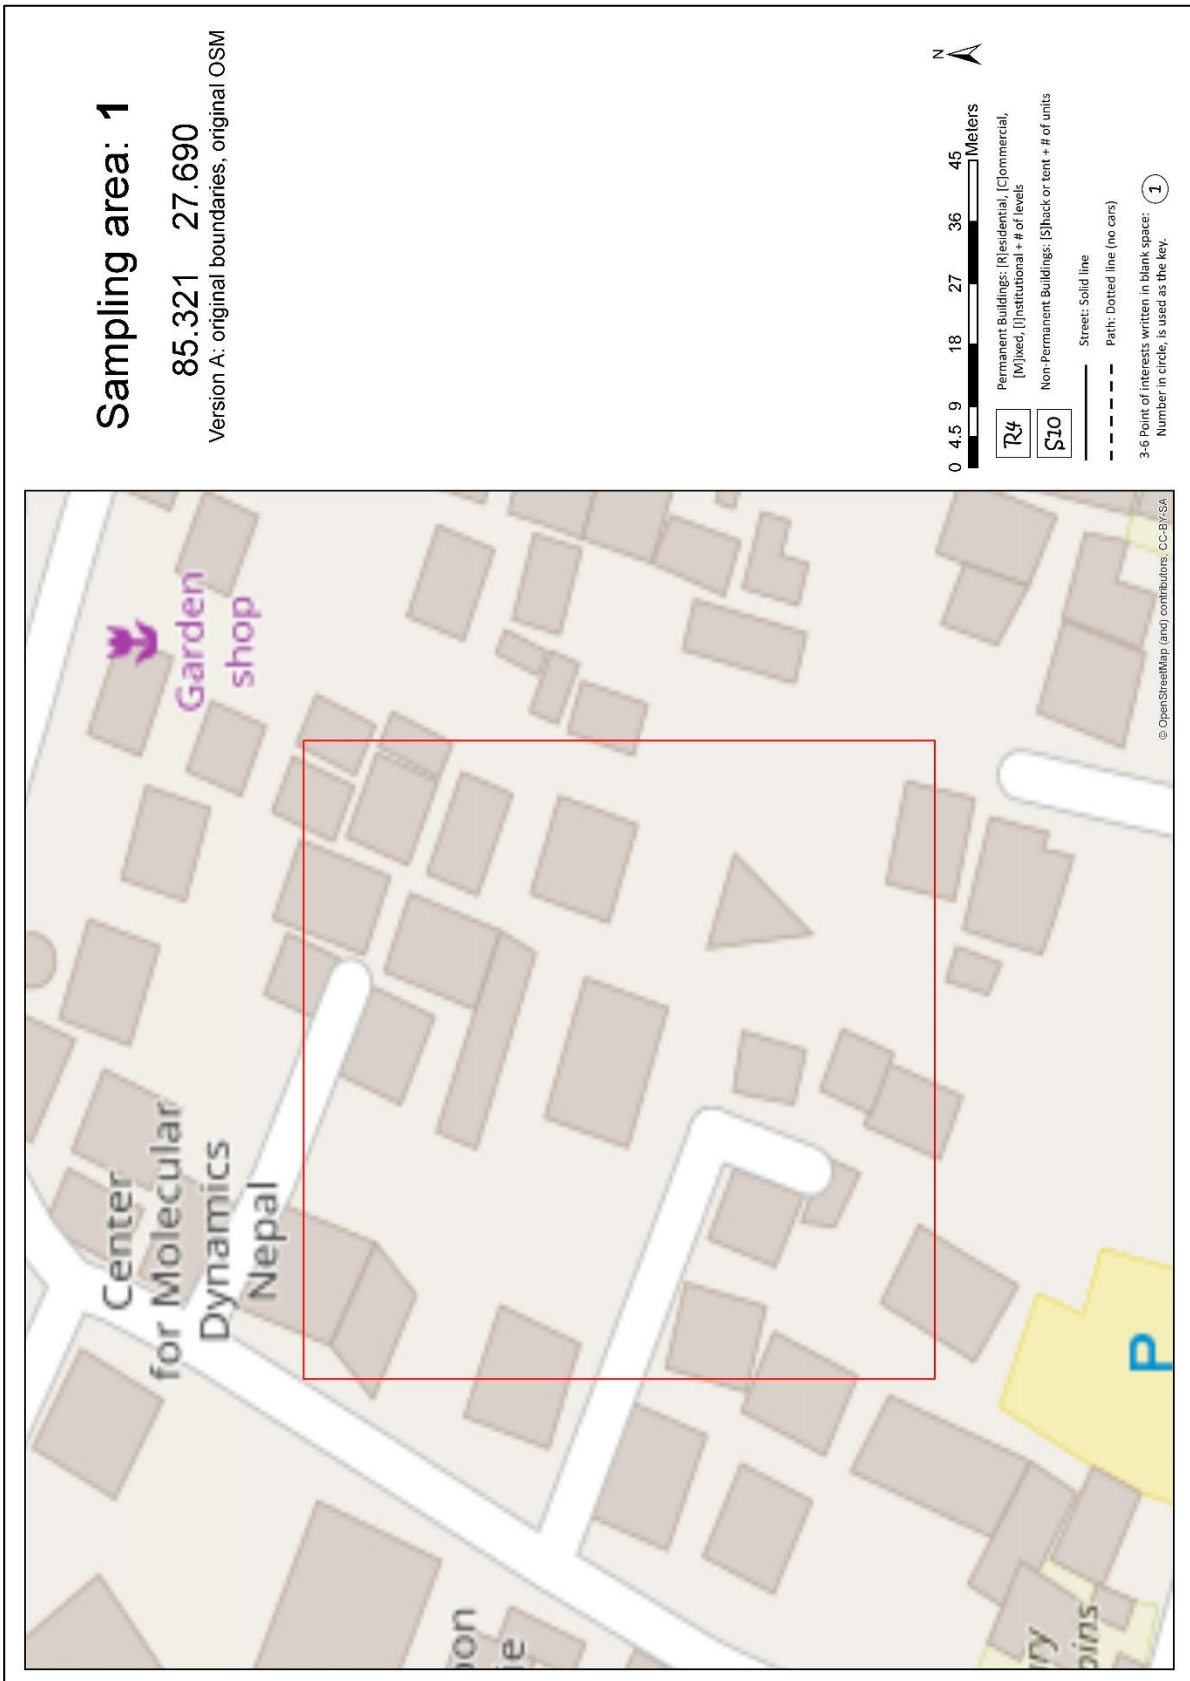 Sampling area: 1
85.321 27.690
Version A: original boundaries, original OSM
N
0 4.5 9 18 27 36 45
Meters
R4
Permanent Buildings: [R]esidential, [C]ommercial,
[M]ixed, [I]nstitutional + # of levels
S10
Non-Permanent Buildings: [S]hack or tent + # of units
Street: Solid line
Path: Dotted line (no cars)
3-6 Point of interests written in blank space:
Number in circle, is used as the key.
1
Garden
shop
Center
for Molecular
Dynamics
Nepal
P
© OpenStreetMap (and) contributors, CC-BY-SA